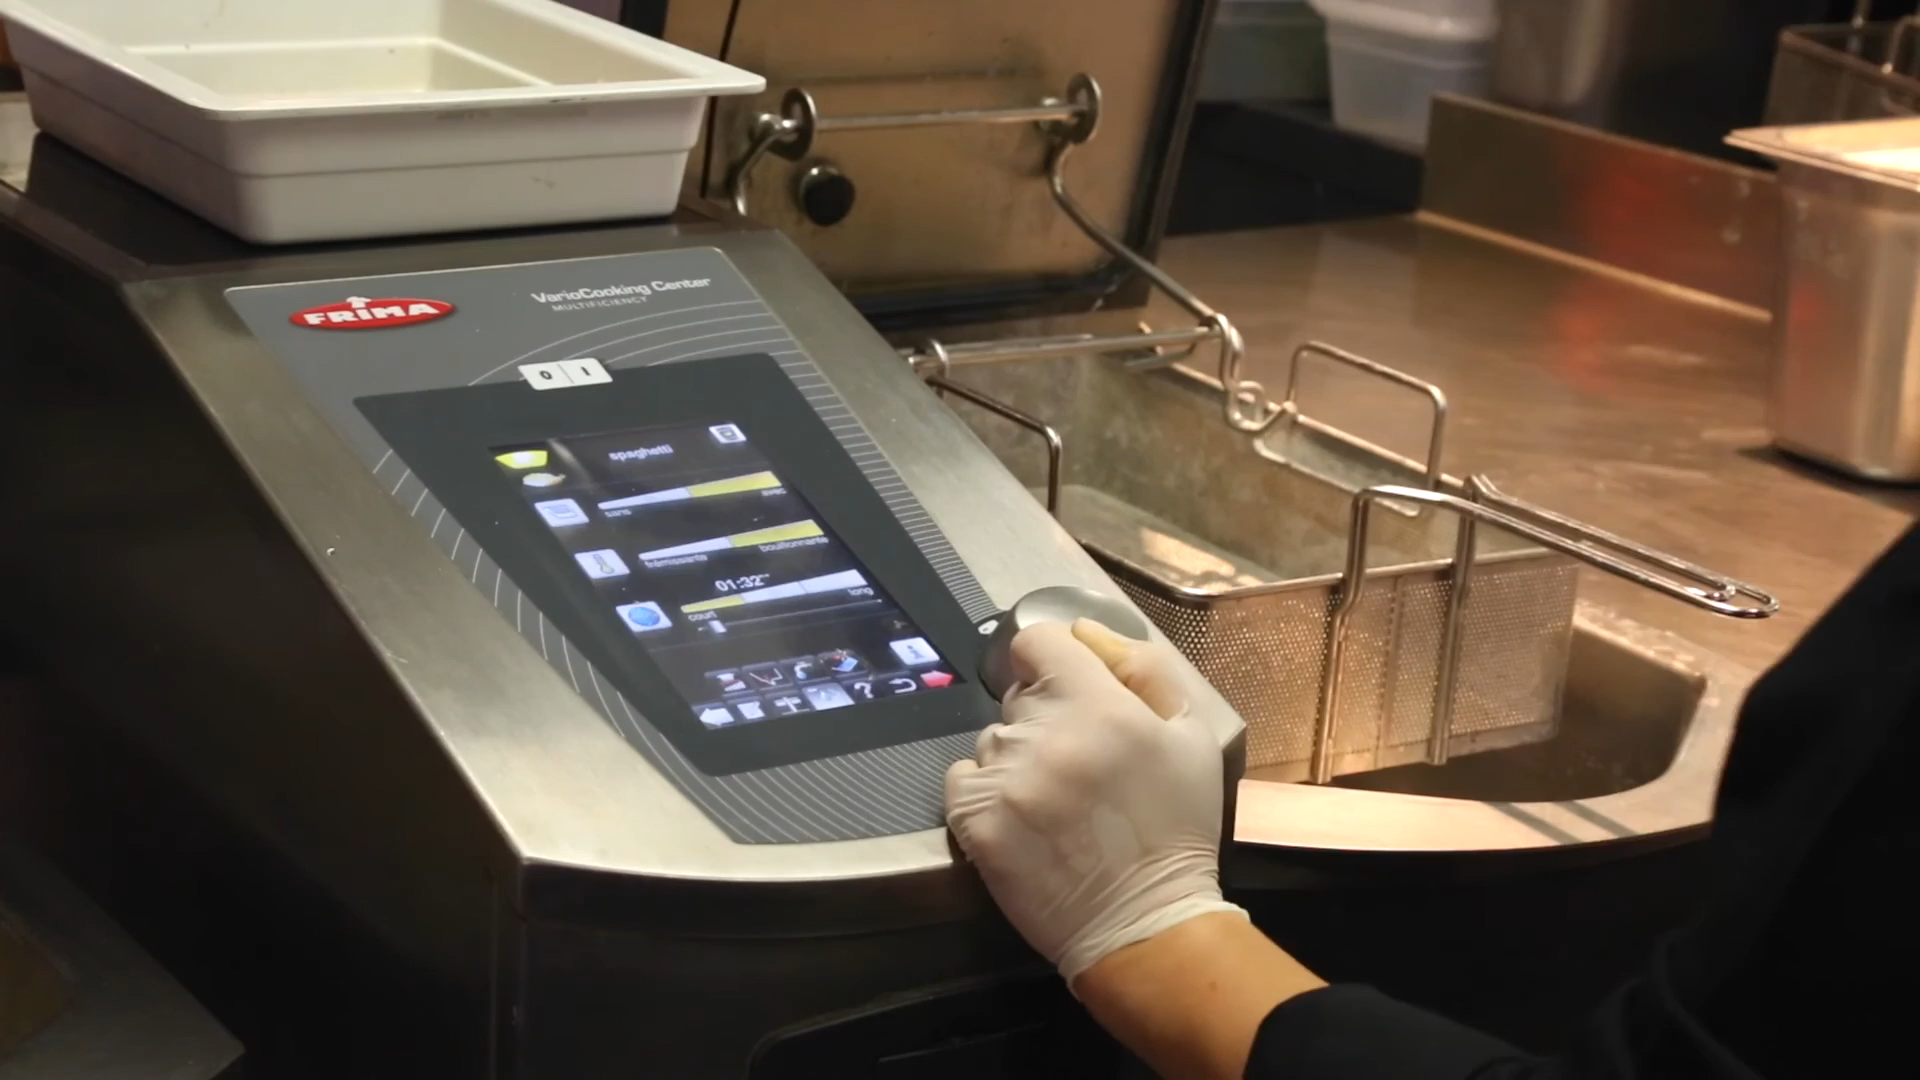 FRIMA
VarioCooking Center
MULTIFICIENCY
0 I
spaghetti
sans avec
frémissante bouillonnante
01:32
court long
i
?